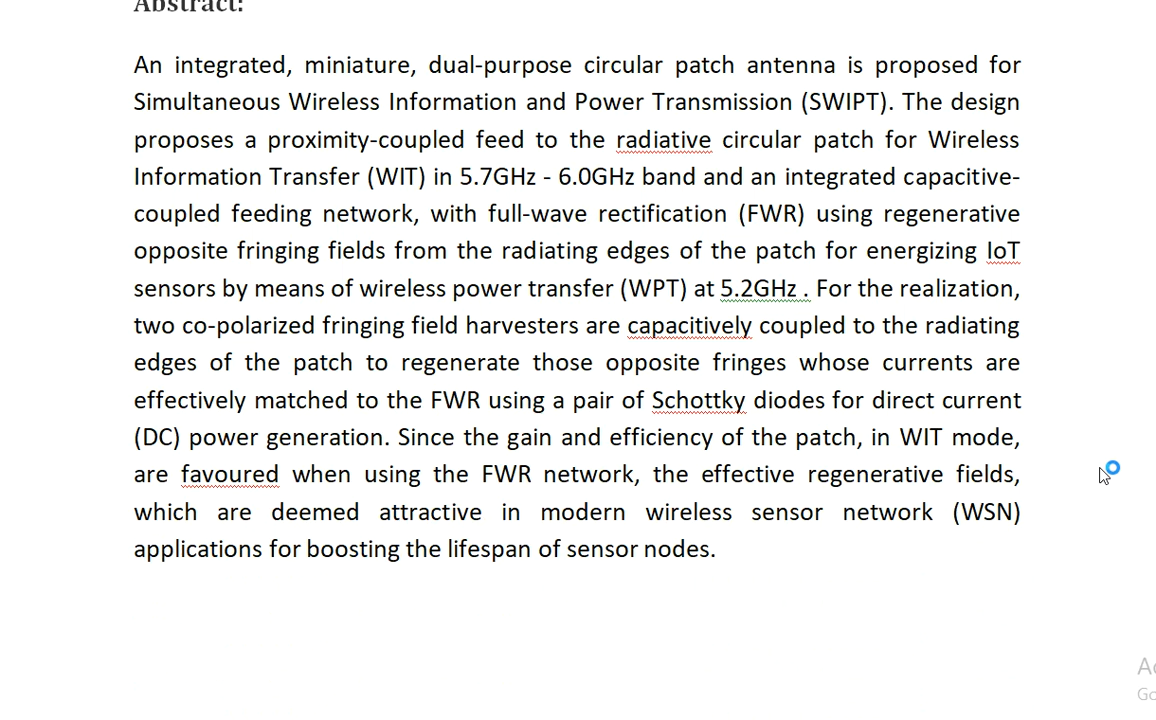 Abstract:
An integrated, miniature, dual-purpose circular patch antenna is proposed for
Simultaneous Wireless Information and Power Transmission (SWIPT). The design
proposes a proximity-coupled feed to the radiative circular patch for Wireless
Information Transfer (WIT) in 5.7GHz - 6.0GHz band and an integrated capacitive-
coupled feeding network, with full-wave rectification (FWR) using regenerative
opposite fringing fields from the radiating edges of the patch for energizing IoT
sensors by means of wireless power transfer (WPT) at 5.2GHz . For the realization,
two co-polarized fringing field harvesters are capacitively coupled to the radiating
edges of the patch to regenerate those opposite fringes whose currents are
effectively matched to the FWR using a pair of Schottky diodes for direct current
(DC) power generation. Since the gain and efficiency of the patch, in WIT mode,
are favoured when using the FWR network, the effective regenerative fields,
which are deemed attractive in modern wireless sensor network (WSN)
applications for boosting the lifespan of sensor nodes.